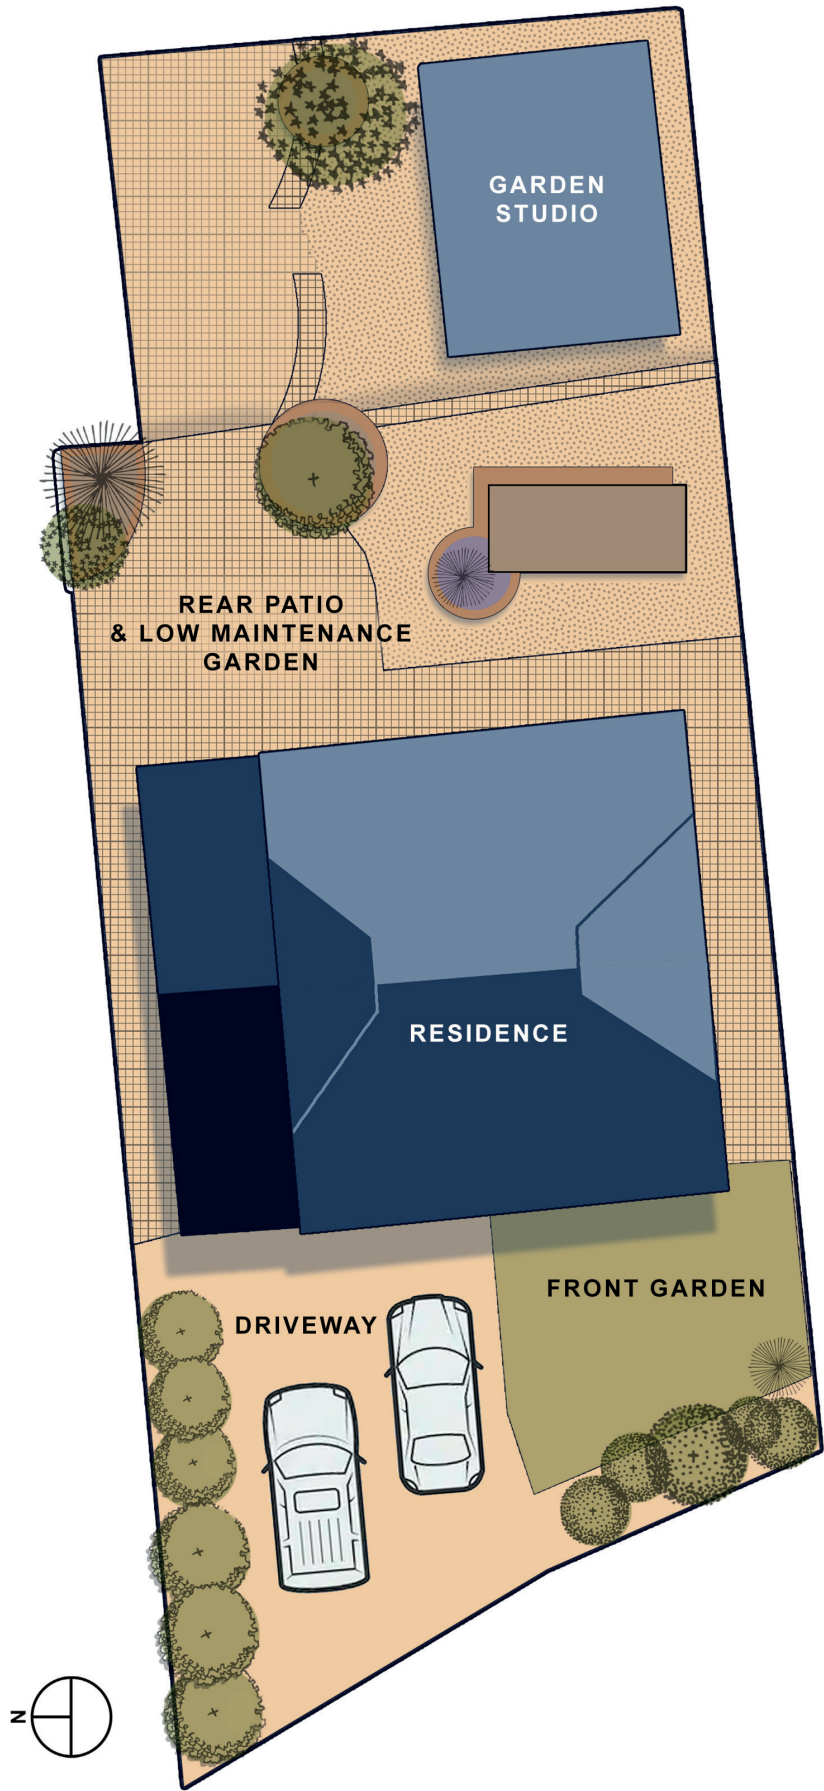 GARDEN
STUDIO
REAR PATIO
& LOW MAINTENANCE
GARDEN
RESIDENCE
FRONT GARDEN
DRIVEWAY
N